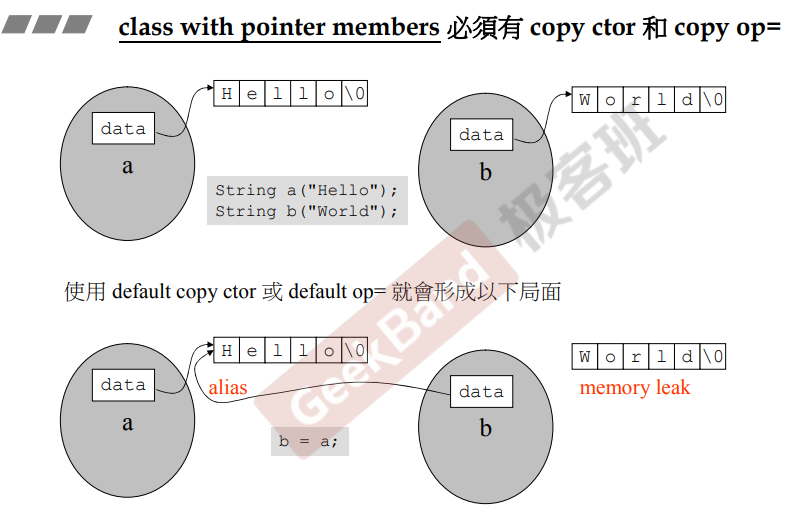 class with pointer members 必須有 copy ctor 和 copy op=
H e l l o \0
W o r l d \0
data
data
a
b
String a("Hello");
String b("World");
GeekBand 极客班
使用 default copy ctor 或 default op= 就會形成以下局面
H e l l o \0
W o r l d \0
data
alias
data
memory leak
a
b
b = a;